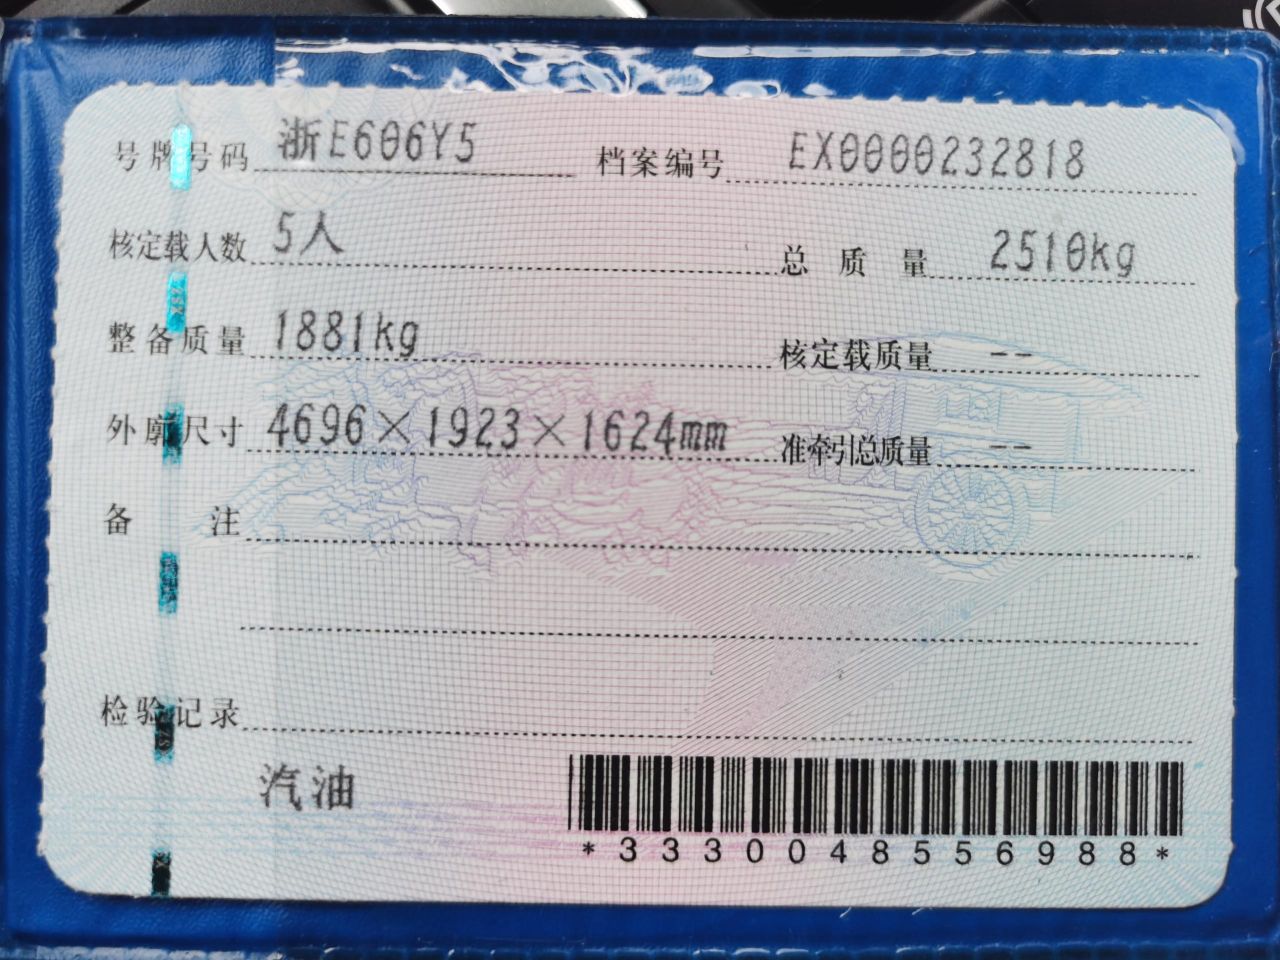 号牌号码 浙E606Y5 档案编号 EX0000232818
核定载人数 5人 总质量 2510kg
整备质量 1881kg 核定载质量 --
外廓尺寸 4696×1923×1624mm 准牵引总质量 --
备注
检验记录
汽油
*3330048556988*